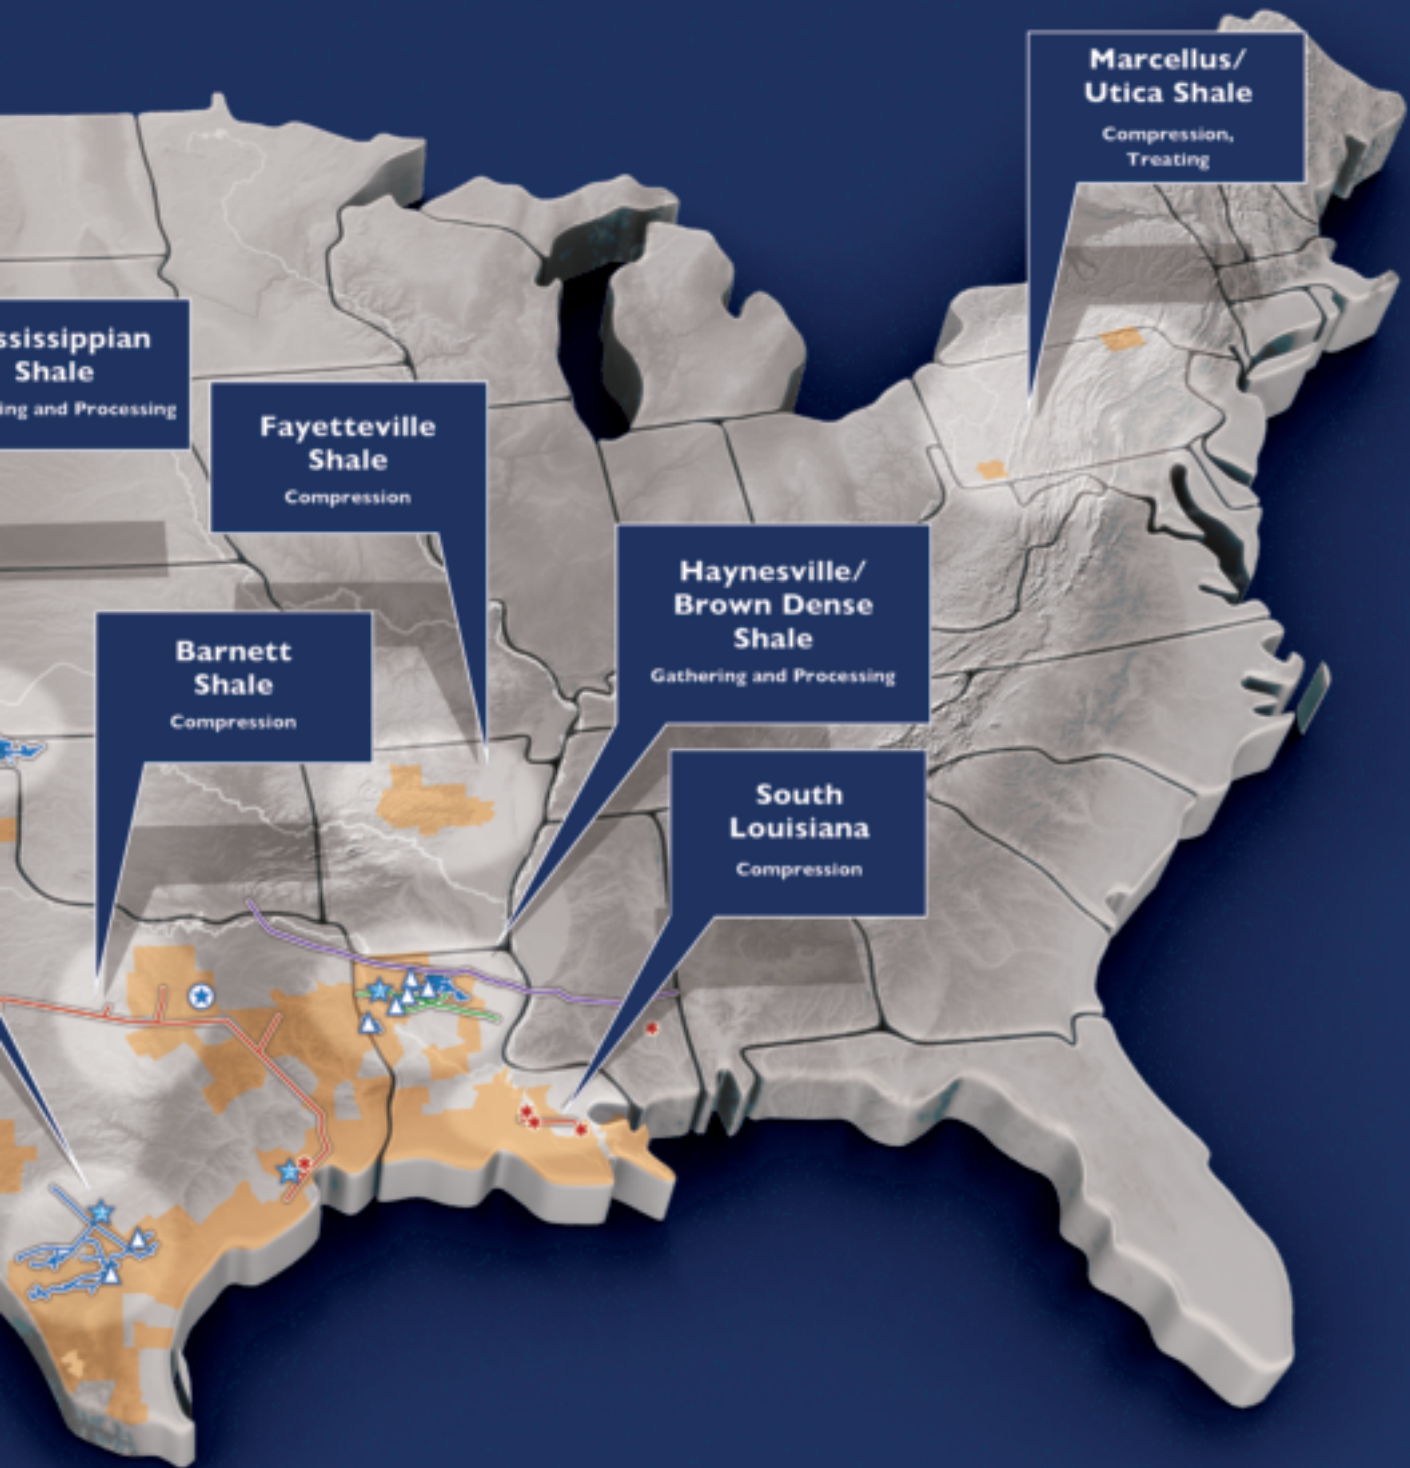 Marcellus/
Utica Shale
Compression,
Treating
ssissippian
Shale
ing and Processing
Fayetteville
Shale
Compression
Haynesville/
Brown Dense
Shale
Gathering and Processing
Barnett
Shale
Compression
South
Louisiana
Compression